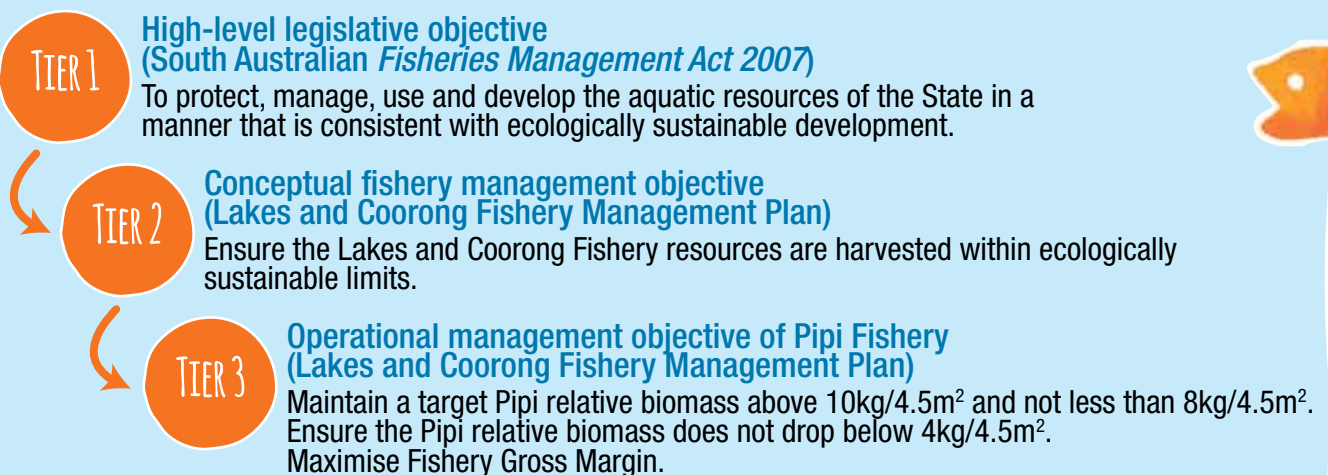 TIER 1
High-level legislative objective
(South Australian Fisheries Management Act 2007)
To protect, manage, use and develop the aquatic resources of the State in a
manner that is consistent with ecologically sustainable development.
TIER 2
Conceptual fishery management objective
(Lakes and Coorong Fishery Management Plan)
Ensure the Lakes and Coorong Fishery resources are harvested within ecologically
sustainable limits.
TIER 3
Operational management objective of Pipi Fishery
(Lakes and Coorong Fishery Management Plan)
Maintain a target Pipi relative biomass above 10kg/4.5m² and not less than 8kg/4.5m².
Ensure the Pipi relative biomass does not drop below 4kg/4.5m².
Maximise Fishery Gross Margin.